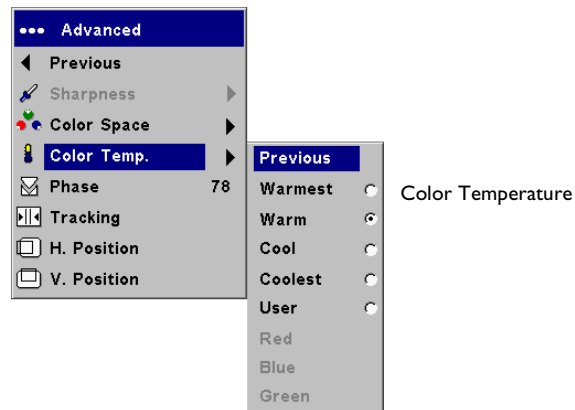 Advanced
Previous
Sharpness
Color Space
Color Temp.
Phase 78
Tracking
H. Position
V. Position
Previous
Warmest
Warm
Cool
Coolest
User
Red
Blue
Green
Color Temperature